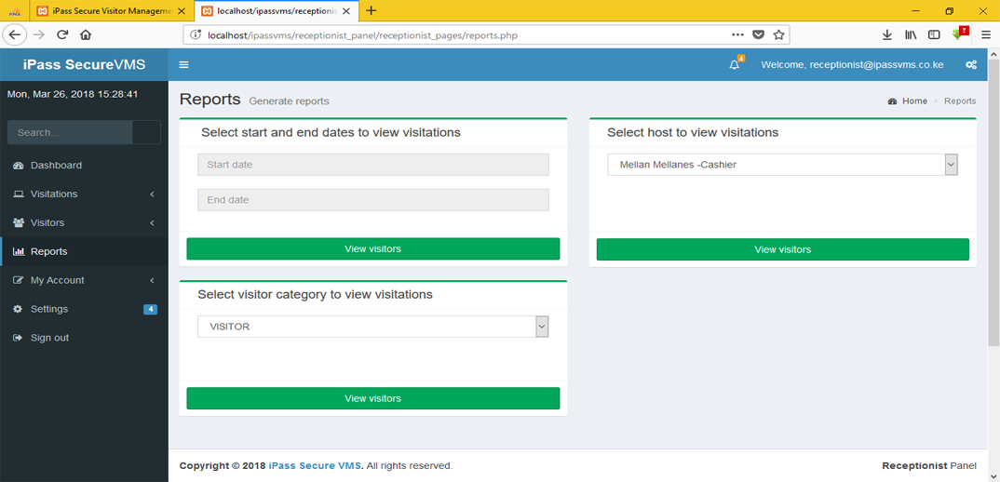 iPass Secure Visitor Manageme
localhost/ipassvms/receptionis
localhost/ipassvms/receptionist_panel/receptionist_pages/reports.php
iPass SecureVMS
4
Welcome, receptionist@ipassvms.co.ke
Mon, Mar 26, 2018 15:28:41
Reports Generate reports
Home > Reports
Search...
Dashboard
Visitations
Visitors
Reports
My Account
Settings 4
Sign out
Select start and end dates to view visitations
Start date
End date
View visitors
Select host to view visitations
Mellan Mellanes -Cashier
View visitors
Select visitor category to view visitations
VISITOR
View visitors
Copyright © 2018 iPass Secure VMS. All rights reserved.
Receptionist Panel